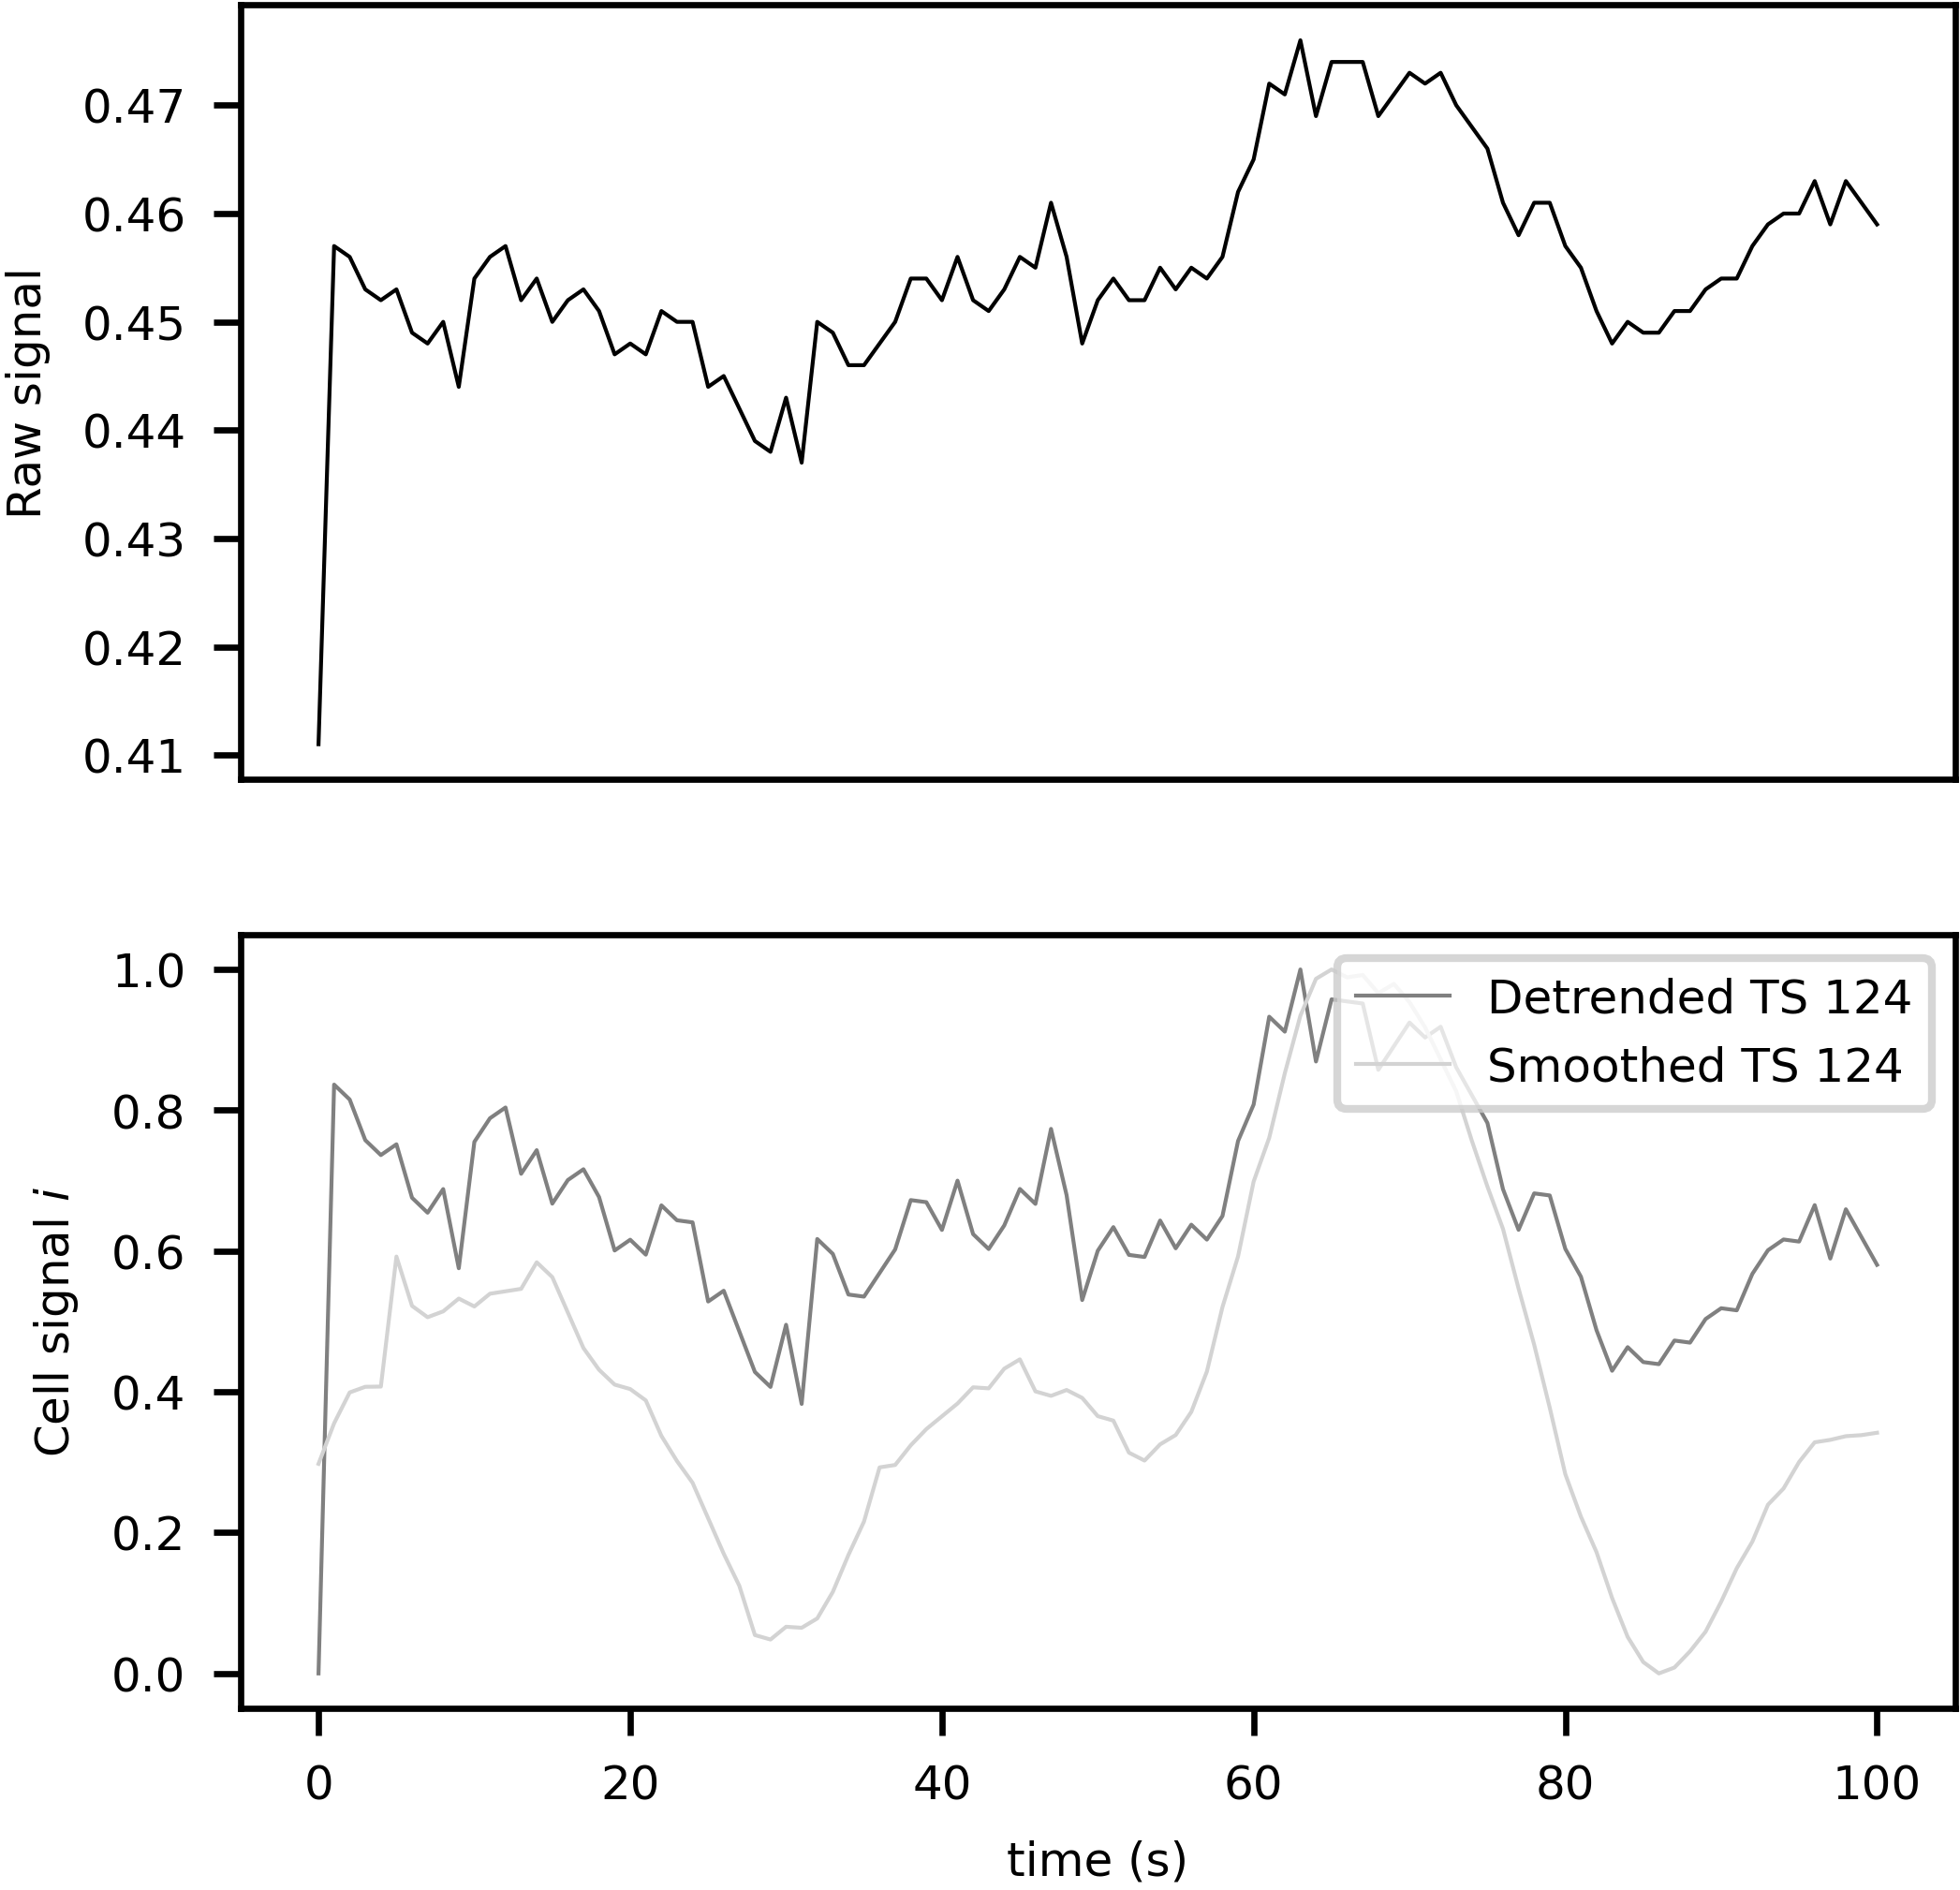 Raw signal
0.47
0.46
0.45
0.44
0.43
0.42
0.41
Cell signal i
1.0
0.8
0.6
0.4
0.2
0.0
Detrended TS 124
Smoothed TS 124
0 20 40 60 80 100
time (s)